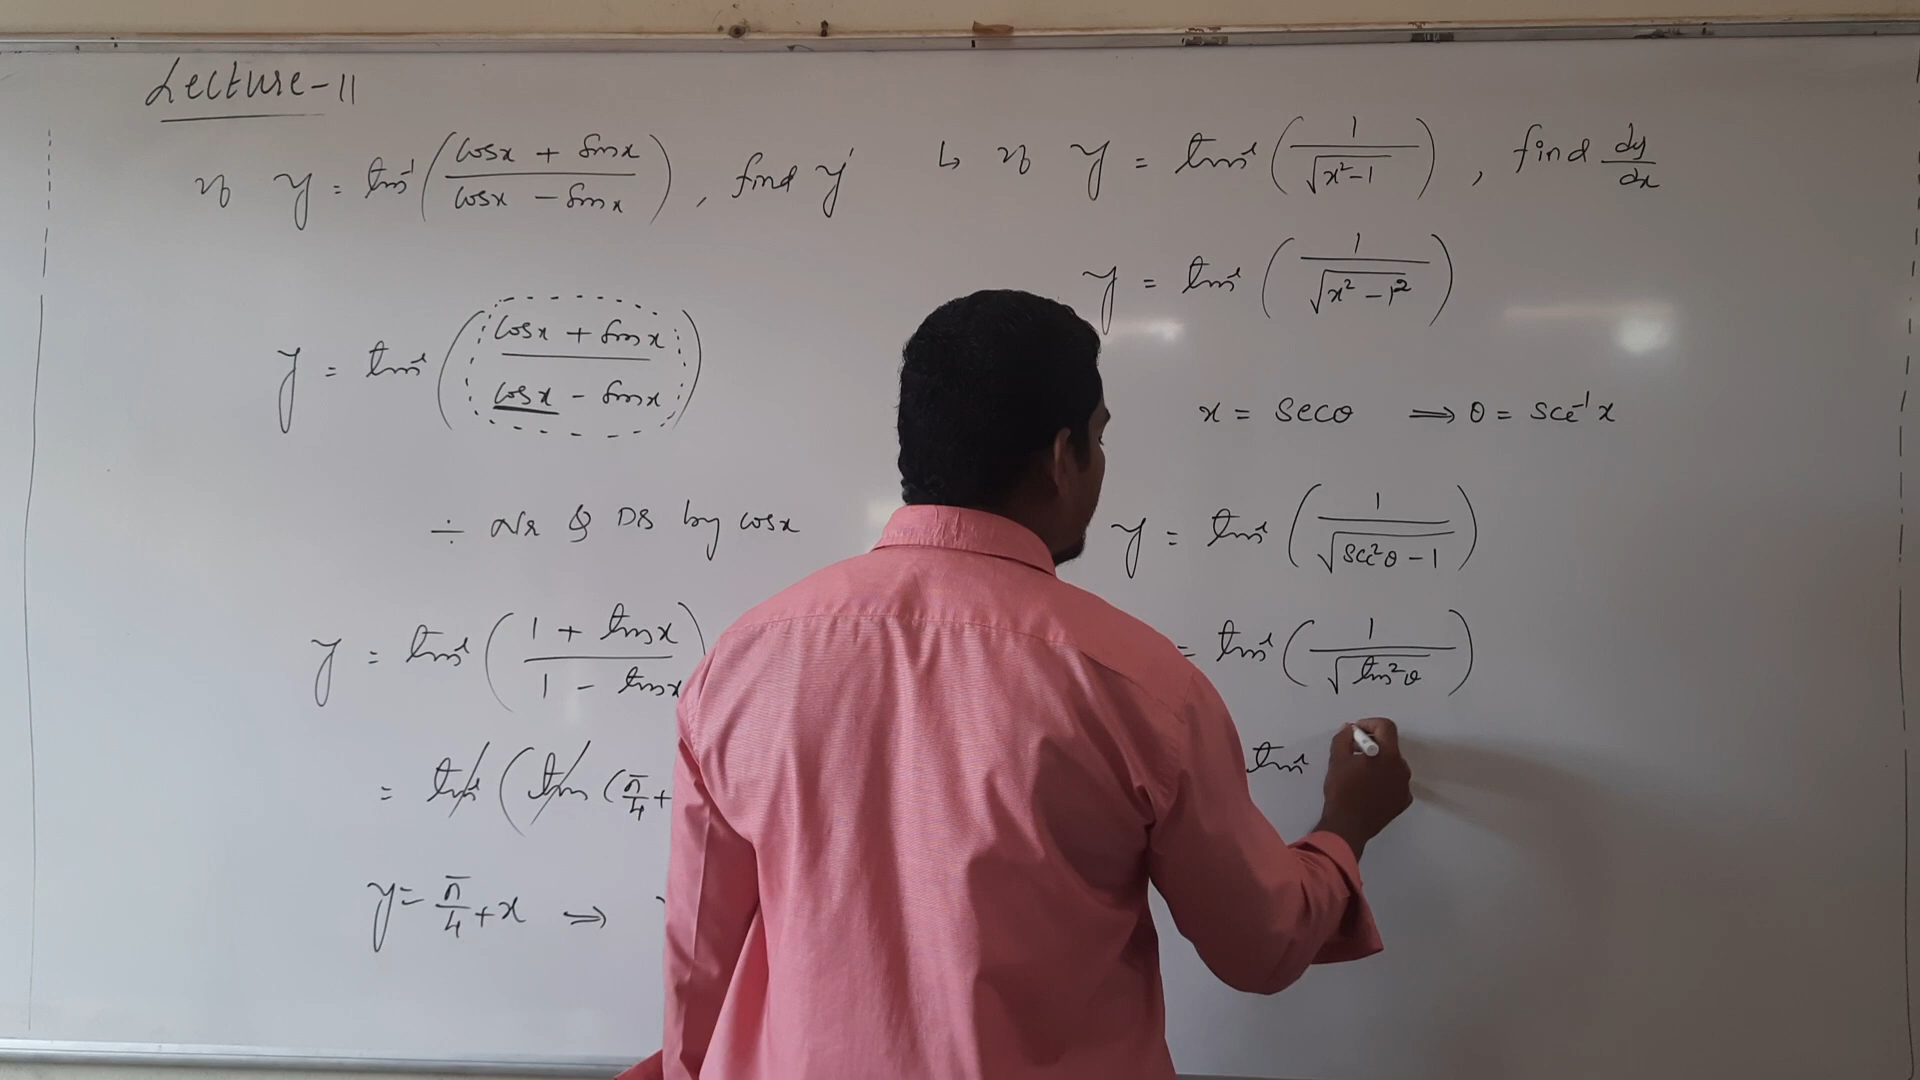 Lecture-11
If y = tan⁻¹((cosx + sinx)/(cosx - sinx)), find y'
y = tan⁻¹((cosx + sinx)/(cosx - sinx))
÷ Nr & Dr by cosx
y = tan⁻¹((1 + tanx)/(1 - tanx
= tan⁻¹(tan(π/4 +
y = π/4 + x ⇒
↳ If y = tan⁻¹(1/√(x²-1)), find dy/dx
y = tan⁻¹(1/√(x² - 1²))
x = secθ ⇒ θ = sec⁻¹x
y = tan⁻¹(1/√(sec²θ - 1))
= tan⁻¹(1/√(tan²θ))
tan⁻¹